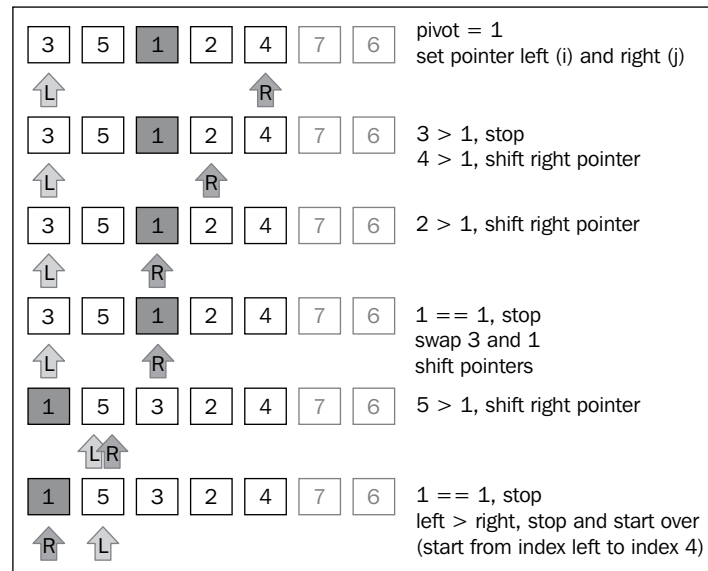 3 5 1 2 4 7 6
pivot = 1
set pointer left (i) and right (j)
L R
3 5 1 2 4 7 6
3 > 1, stop
4 > 1, shift right pointer
L R
3 5 1 2 4 7 6
2 > 1, shift right pointer
L R
3 5 1 2 4 7 6
1 == 1, stop
swap 3 and 1
shift pointers
L R
1 5 3 2 4 7 6
5 > 1, shift right pointer
L R
1 5 3 2 4 7 6
1 == 1, stop
left > right, stop and start over
(start from index left to index 4)
R L